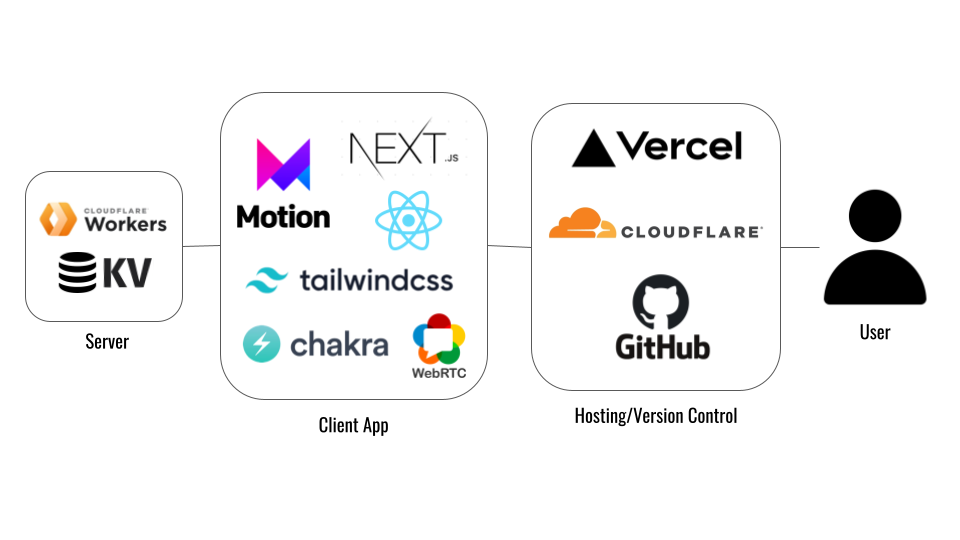 CLOUDFLARE
Workers
KV
Server
Motion
NEXT.JS
tailwindcss
chakra
WebRTC
Client App
Vercel
CLOUDFLARE
GitHub
Hosting/Version Control
User